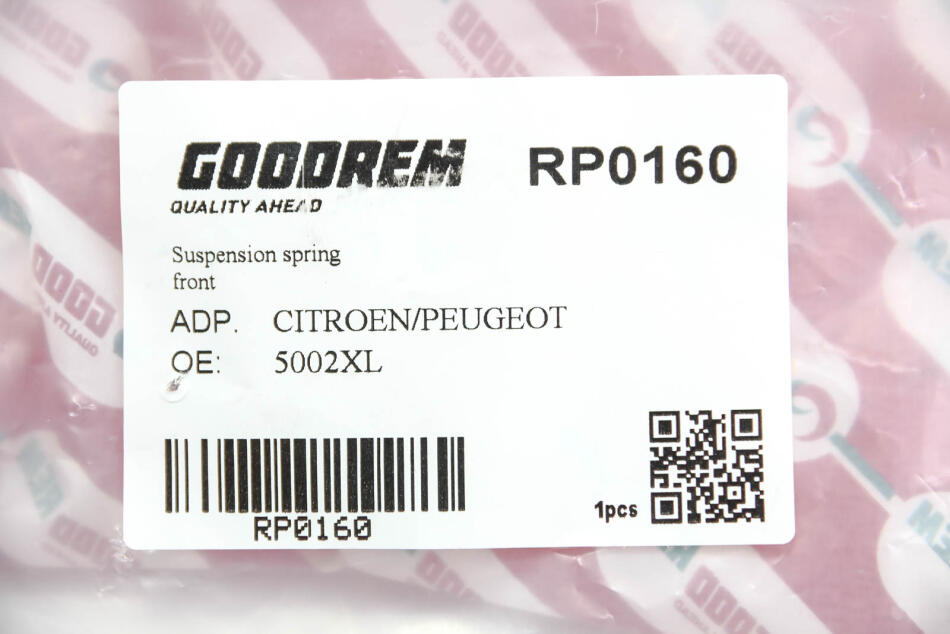 GOODREM
RP0160
QUALITY AHEAD
Suspension spring
front
ADP. CITROEN/PEUGEOT
OE: 5002XL
RP0160
1pcs